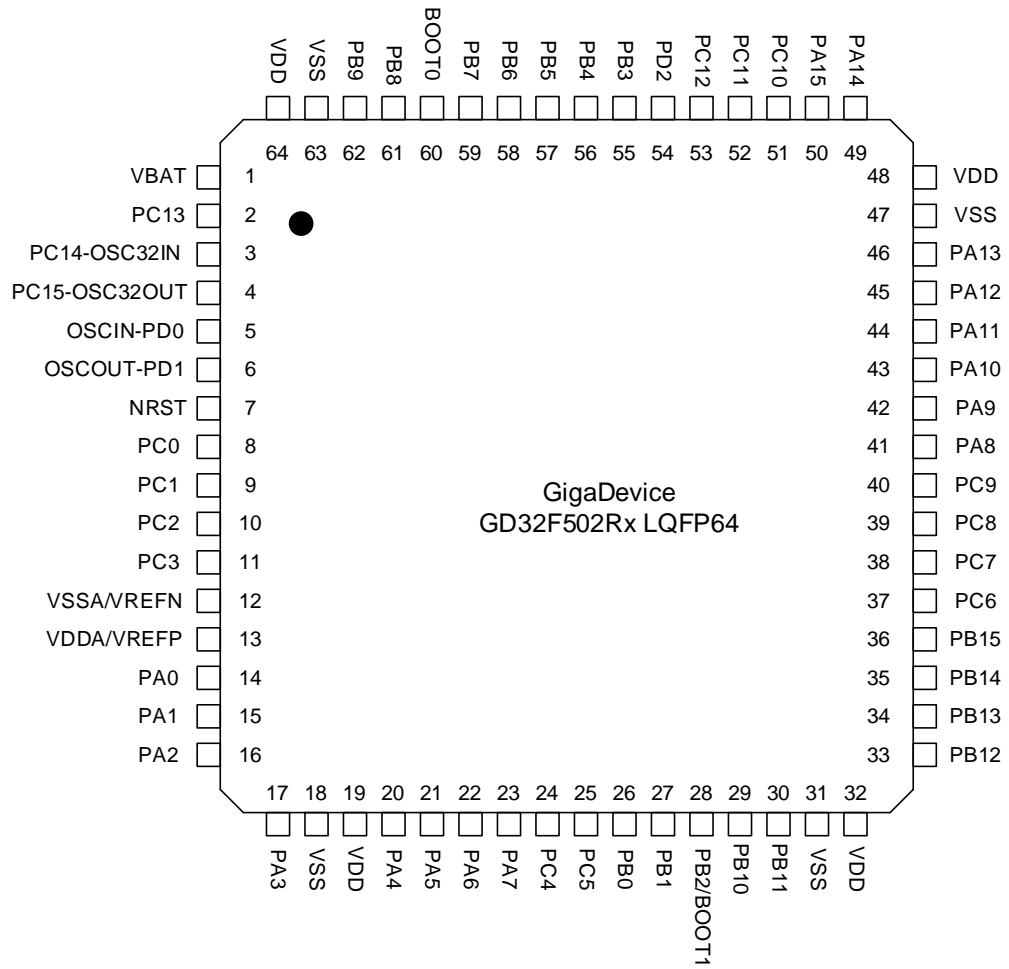 VDD VSS PB9 PB8 BOOT0 PB7 PB6 PB5 PB4 PB3 PD2 PC12 PC11 PC10 PA15 PA14
64 63 62 61 60 59 58 57 56 55 54 53 52 51 50 49
VBAT 1 48 VDD
PC13 2 47 VSS
PC14-OSC32IN 3 46 PA13
PC15-OSC32OUT 4 45 PA12
OSCIN-PD0 5 44 PA11
OSCOUT-PD1 6 43 PA10
NRST 7 42 PA9
PC0 8 41 PA8
PC1 9 40 PC9
GigaDevice
PC2 10 39 PC8
GD32F502Rx LQFP64
PC3 11 38 PC7
VSSA/VREFN 12 37 PC6
VDDA/VREFP 13 36 PB15
PA0 14 35 PB14
PA1 15 34 PB13
PA2 16 33 PB12
17 18 19 20 21 22 23 24 25 26 27 28 29 30 31 32
PA3 VSS VDD PA4 PA5 PA6 PA7 PC4 PC5 PB0 PB1 PB2/BOOT1 PB10 PB11 VSS VDD